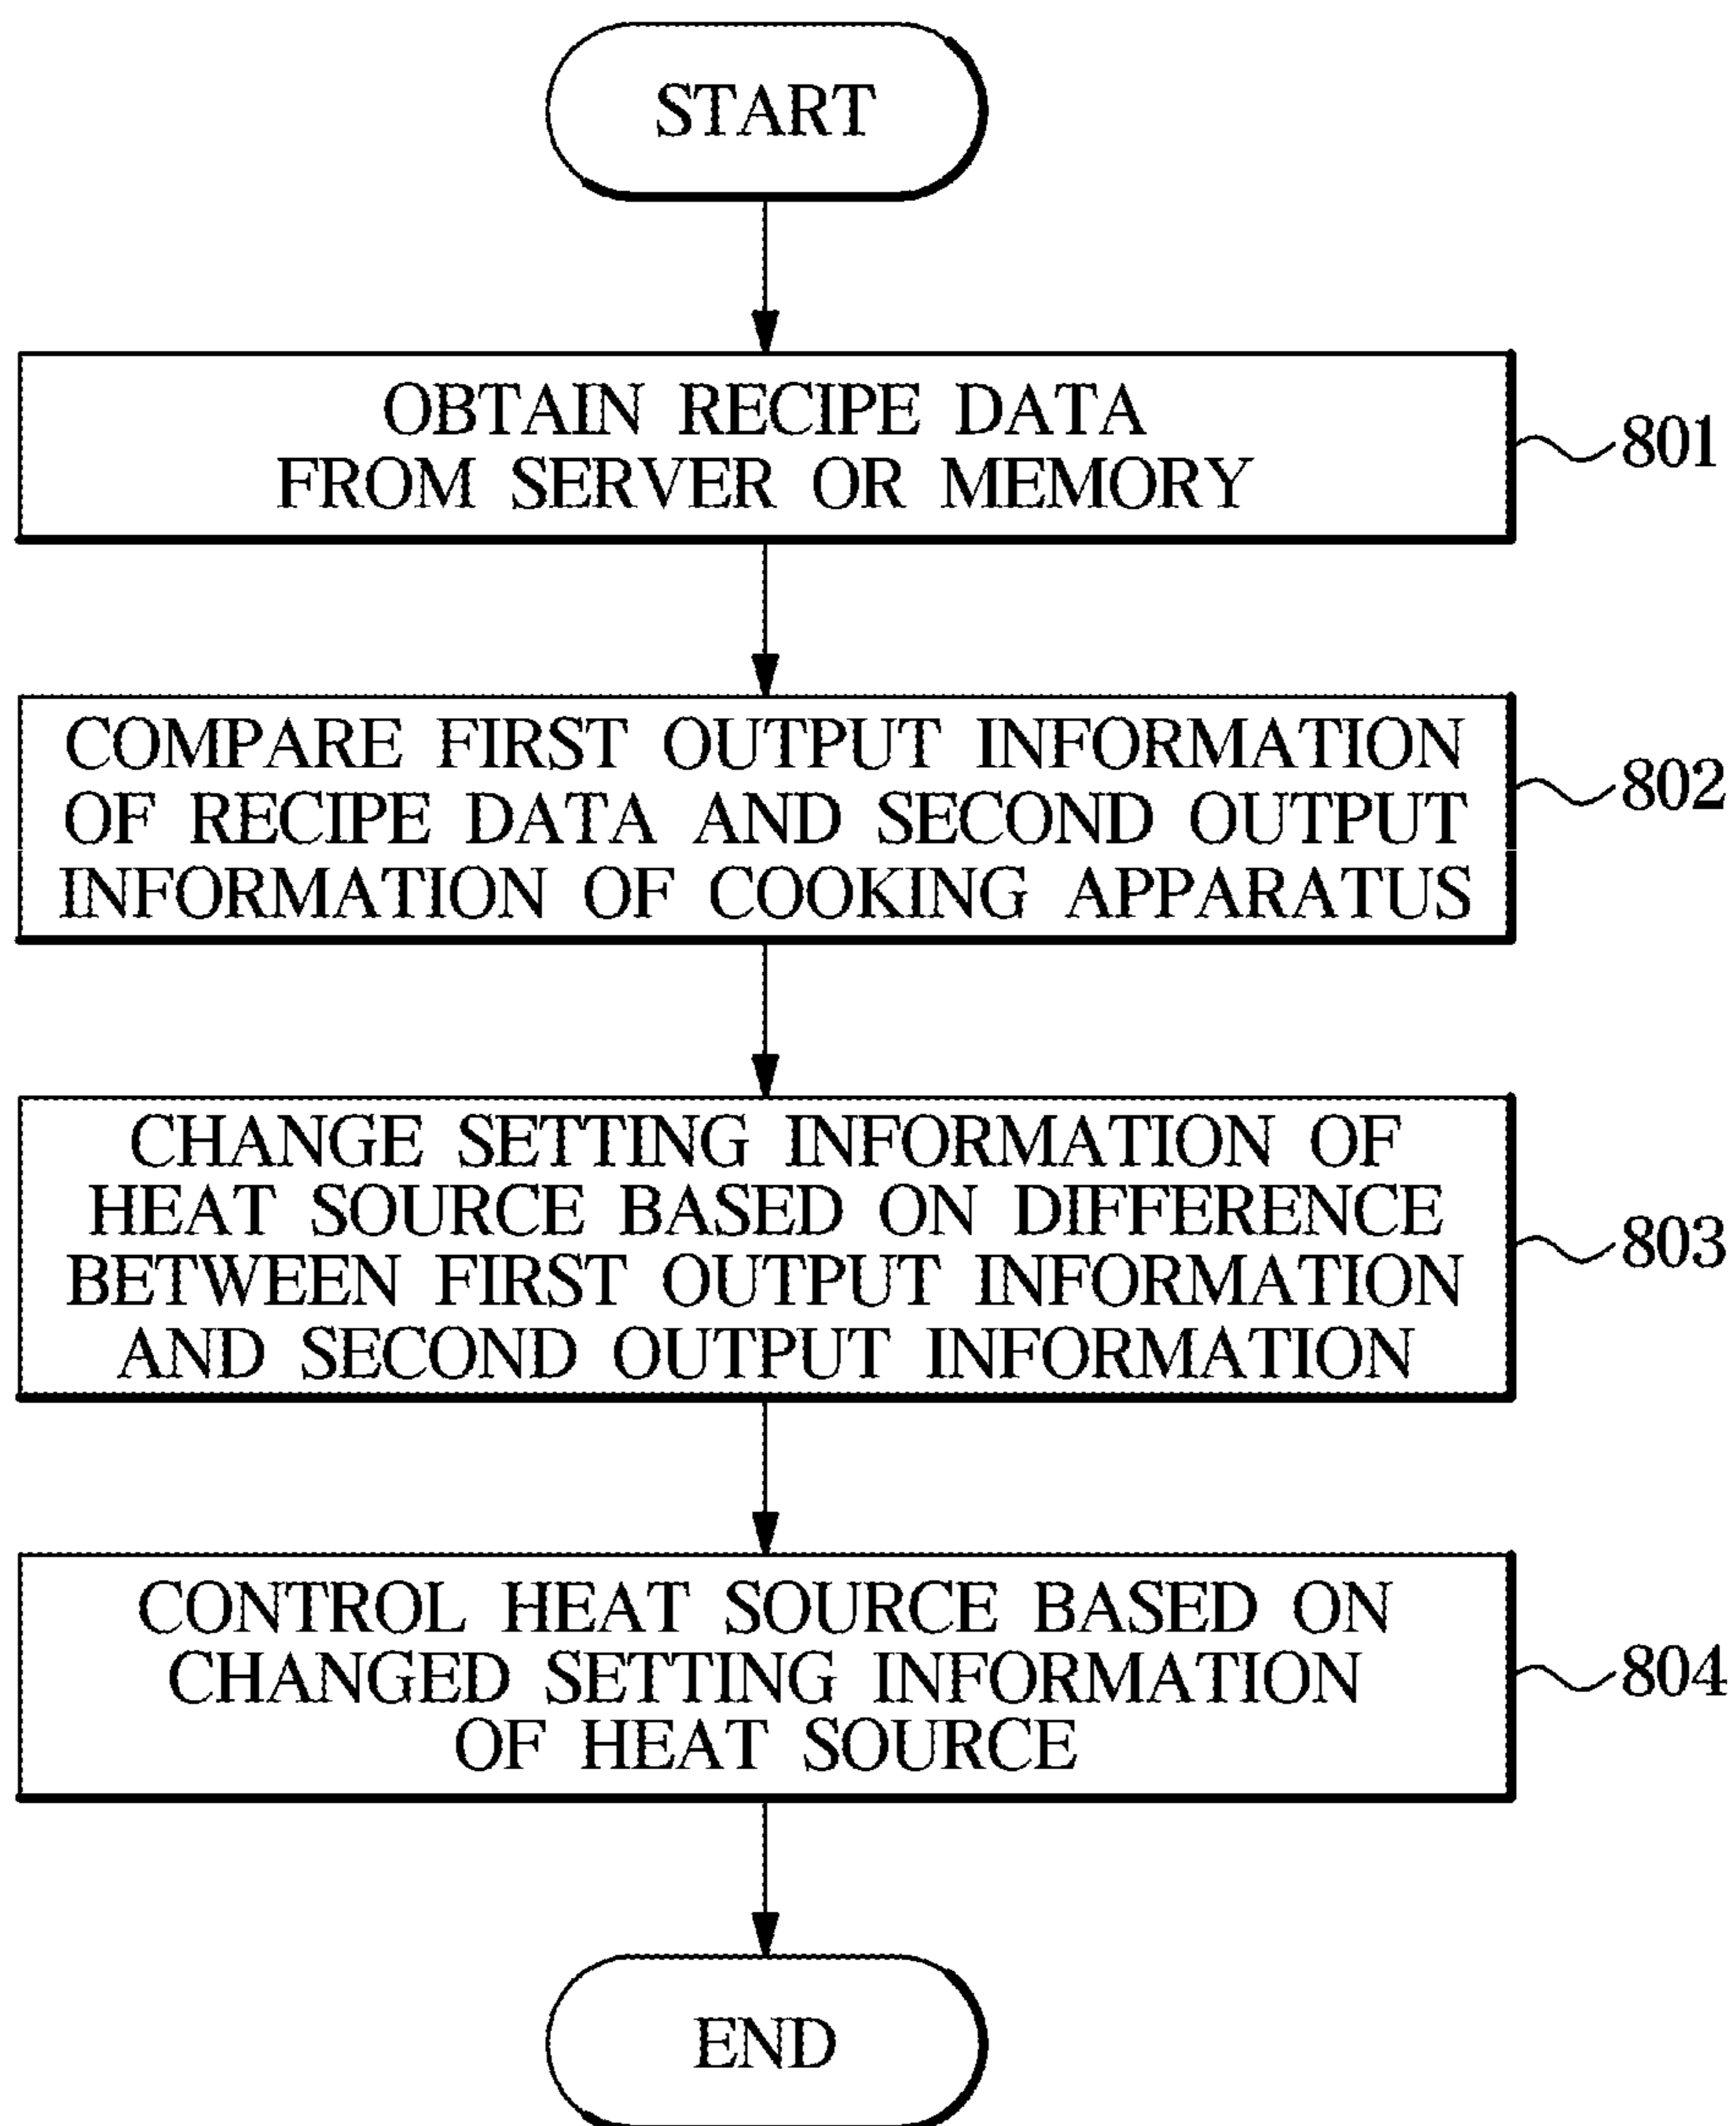 START
OBTAIN RECIPE DATA
FROM SERVER OR MEMORY
801
COMPARE FIRST OUTPUT INFORMATION
OF RECIPE DATA AND SECOND OUTPUT
INFORMATION OF COOKING APPARATUS
802
CHANGE SETTING INFORMATION OF
HEAT SOURCE BASED ON DIFFERENCE
BETWEEN FIRST OUTPUT INFORMATION
AND SECOND OUTPUT INFORMATION
803
CONTROL HEAT SOURCE BASED ON
CHANGED SETTING INFORMATION
OF HEAT SOURCE
804
END